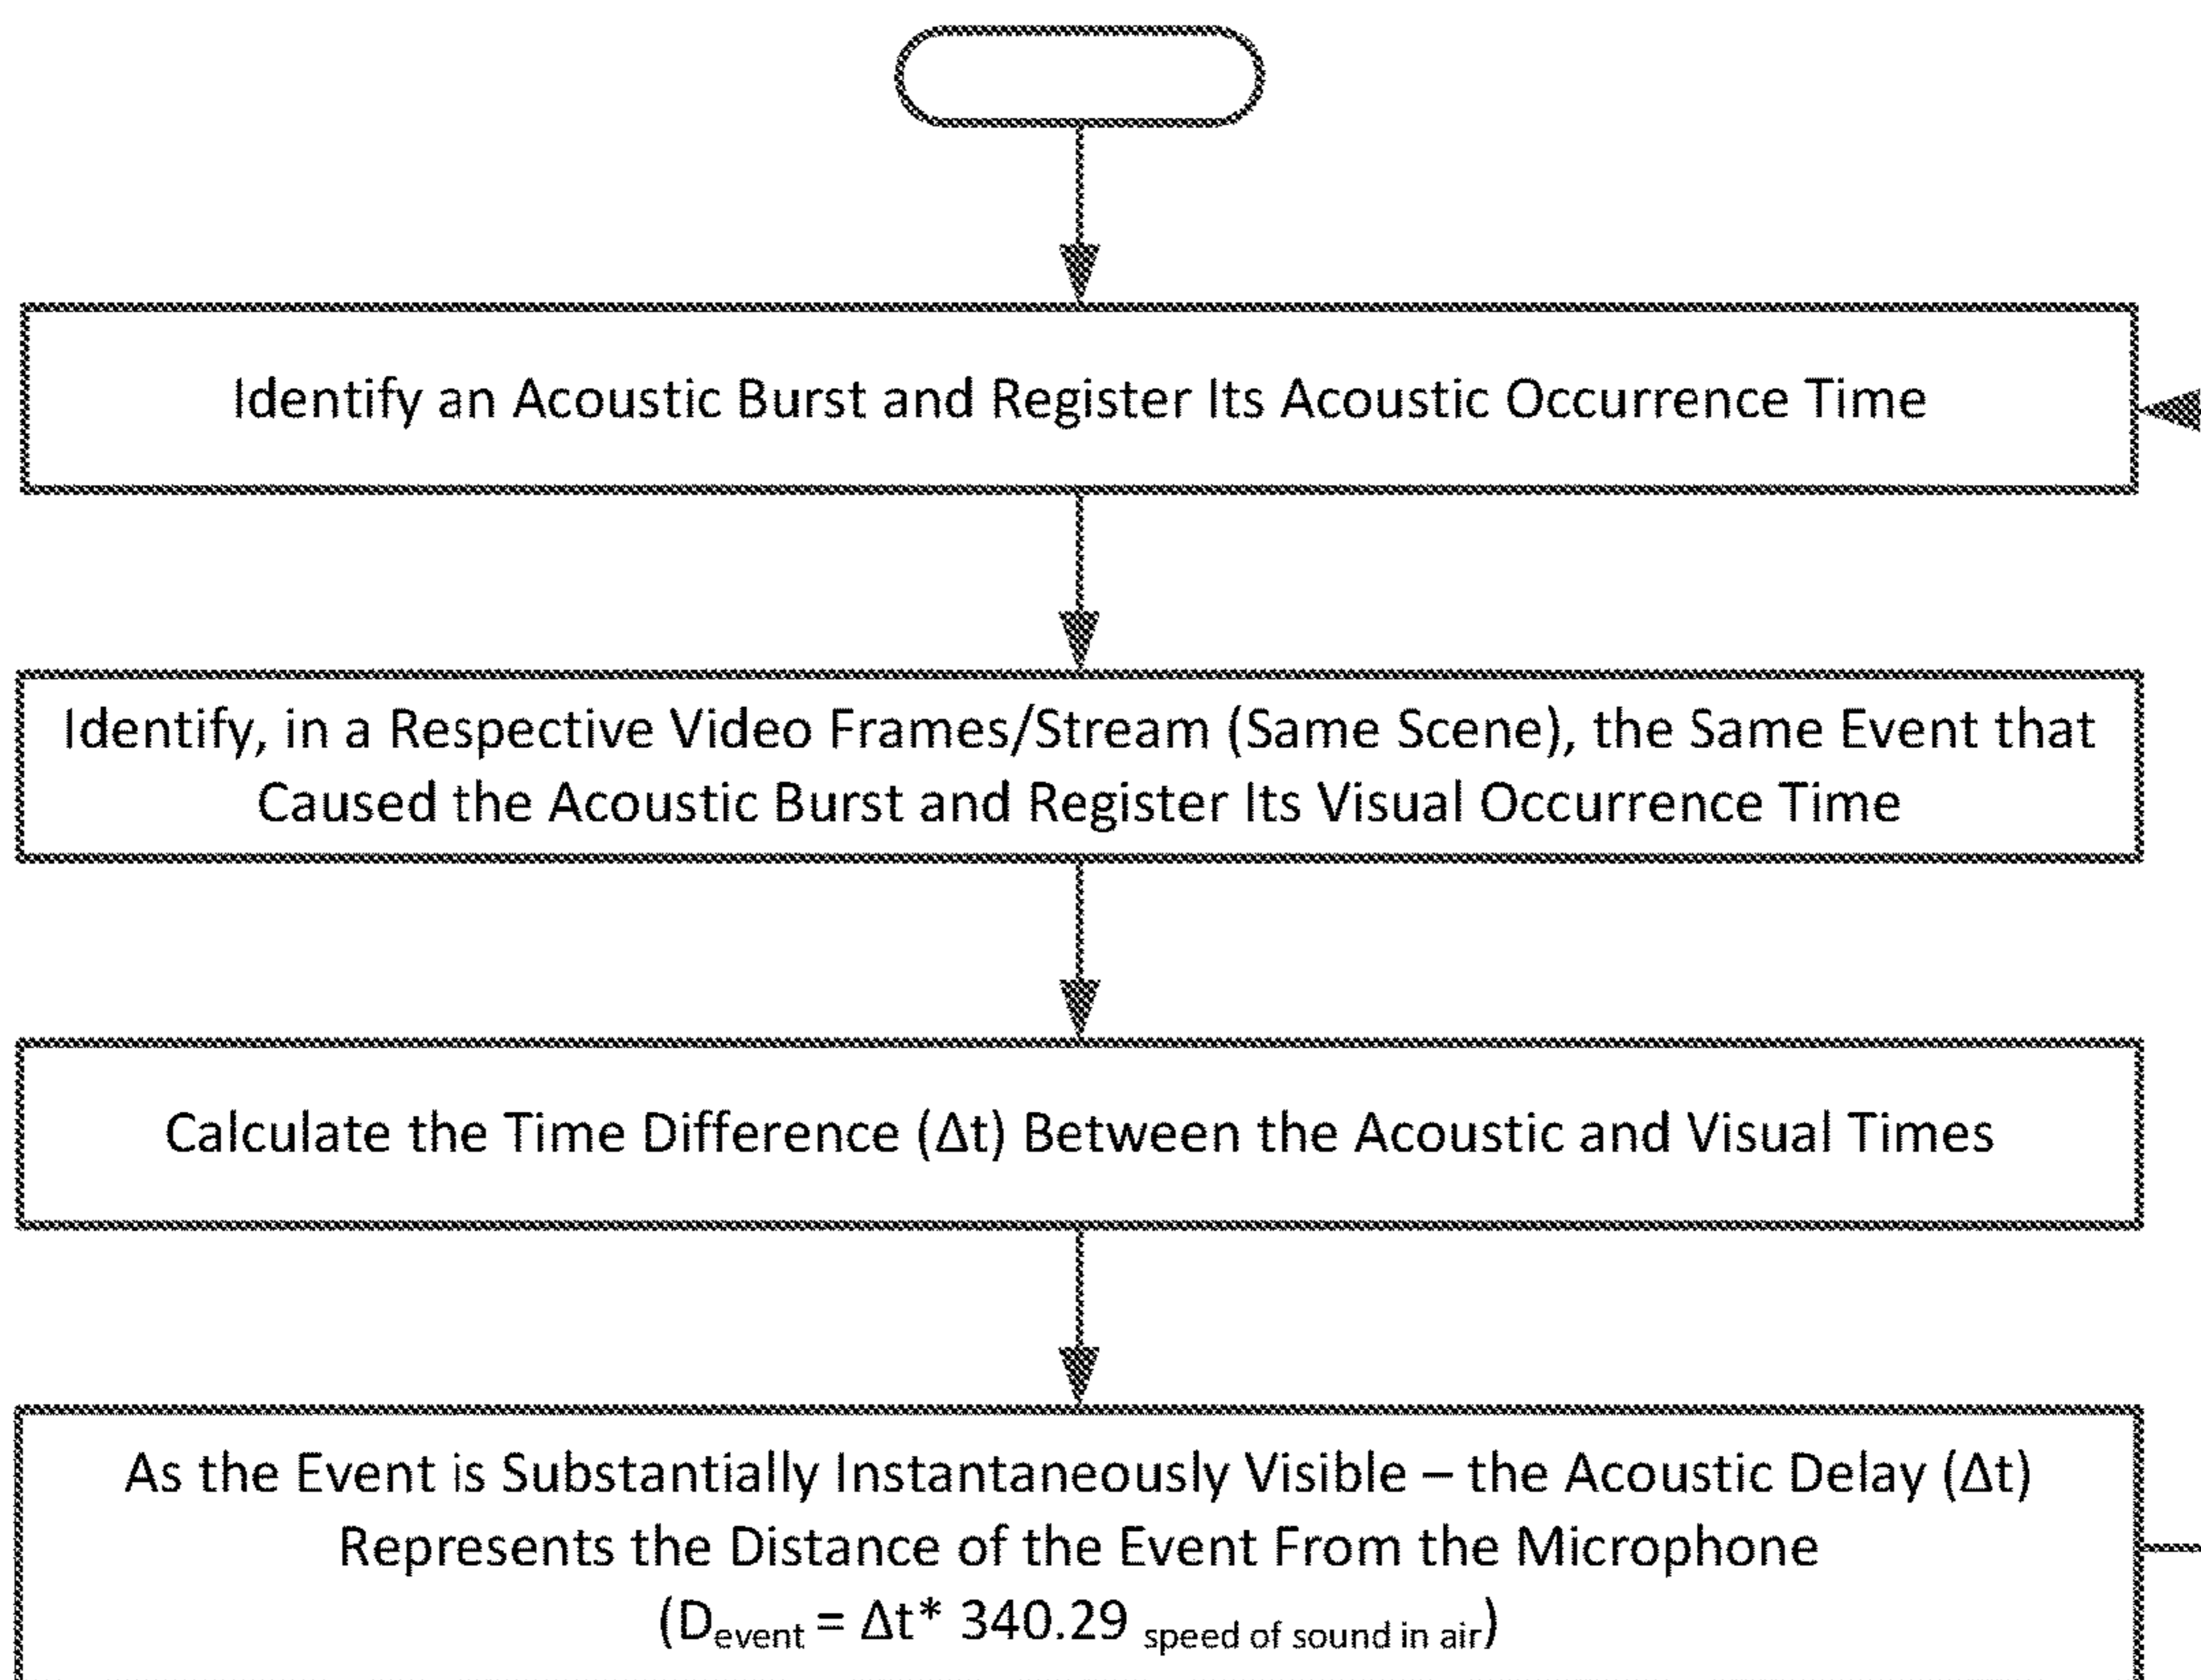 Identify an Acoustic Burst and Register Its Acoustic Occurrence Time
Identify, in a Respective Video Frames/Stream (Same Scene), the Same Event that
Caused the Acoustic Burst and Register Its Visual Occurrence Time
Calculate the Time Difference (Δt) Between the Acoustic and Visual Times
As the Event is Substantially Instantaneously Visible – the Acoustic Delay (Δt)
Represents the Distance of the Event From the Microphone
(Devent = Δt* 340.29 speed of sound in air)